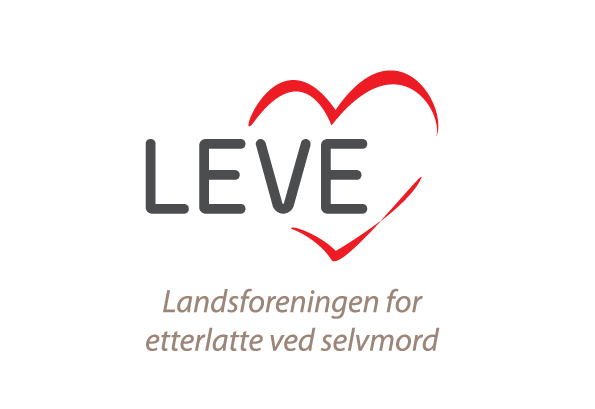 LEVE
Landsforeningen for
etterlatte ved selvmord